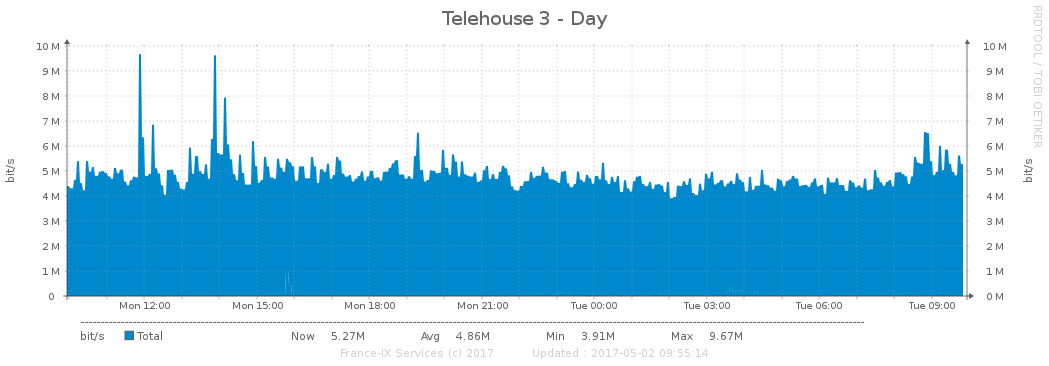 Telehouse 3 - Day
RRDTOOL / TOBI OETIKER
bit/s
10 M 10 M
9 M 9 M
8 M 8 M
7 M 7 M
6 M 6 M
5 M 5 M
4 M 4 M
3 M 3 M
2 M 2 M
1 M 1 M
0 0 M
bit/s
Mon 12:00 Mon 15:00 Mon 18:00 Mon 21:00 Tue 00:00 Tue 03:00 Tue 06:00 Tue 09:00
bit/s Total Now 5.27M Avg 4.86M Min 3.91M Max 9.67M
France-IX Services (c) 2017 Updated : 2017-05-02 09:55:14